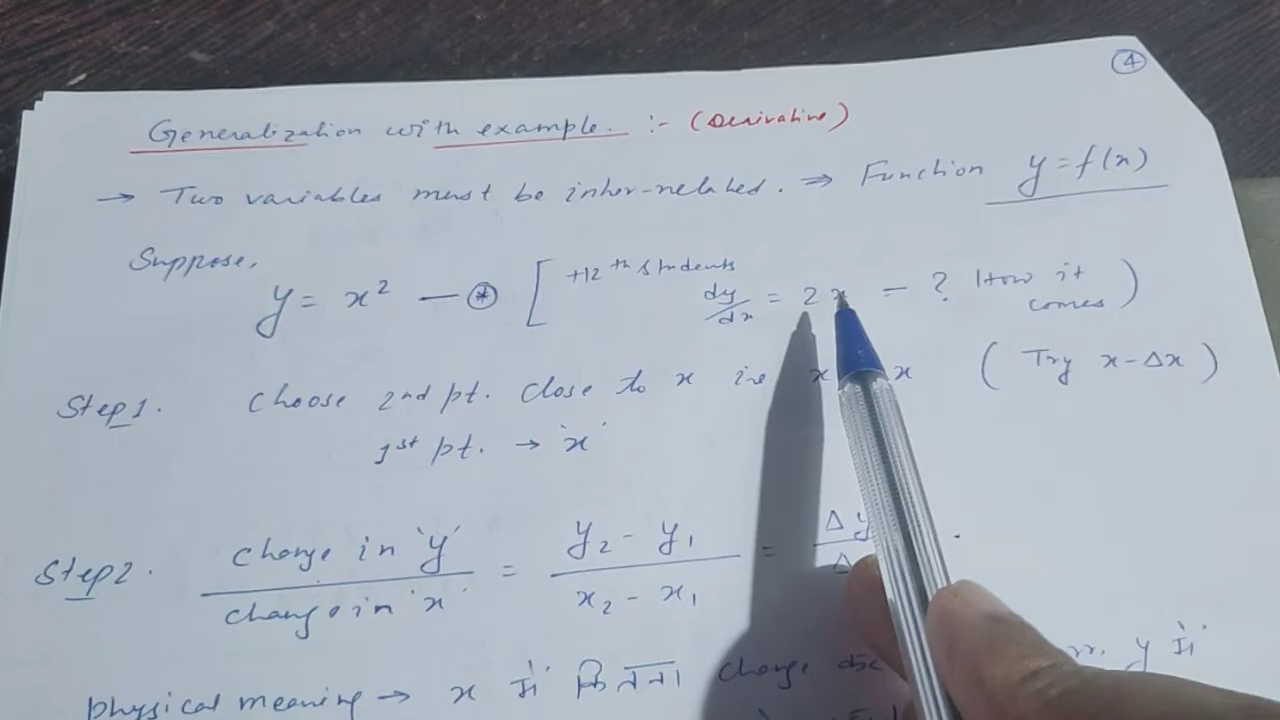 4
Generalization with example. :- (Derivative)
→ Two variables must be inter-related. ⇒ Function y = f(x)
Suppose,
+12th students
y = x² — ⊛ [ dy/dx = 2x — ? How it comes )
Step 1. Choose 2nd pt. close to x ie x x ( Try x-Δx )
1st pt. → 'x'
Step 2. change in 'y' / change in 'x' = y₂ - y₁ / x₂ - x₁ = Δy / Δ .
physical meaning → x में कितना change y में